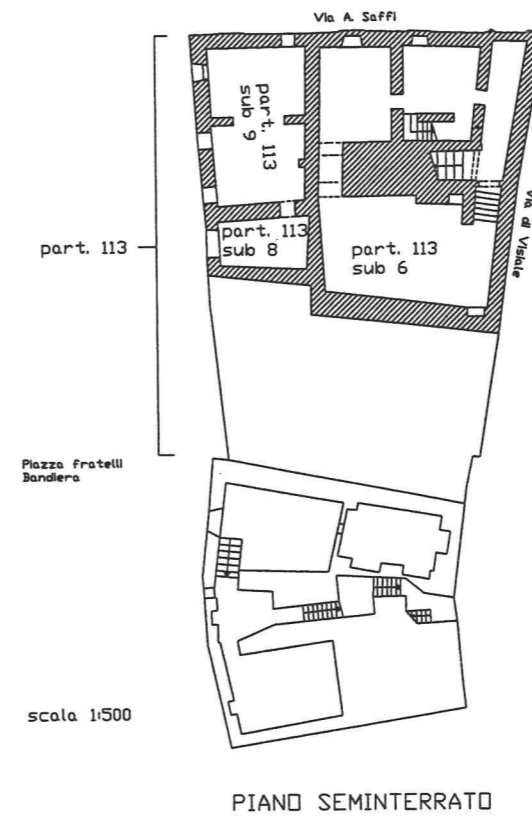 Via A. Saffi
part. 113
sub 9
Via di Visiale
part. 113
part. 113
sub 8
part. 113
sub 6
Piazza fratelli
Bandiera
scala 1:500
PIANO SEMINTERRATO